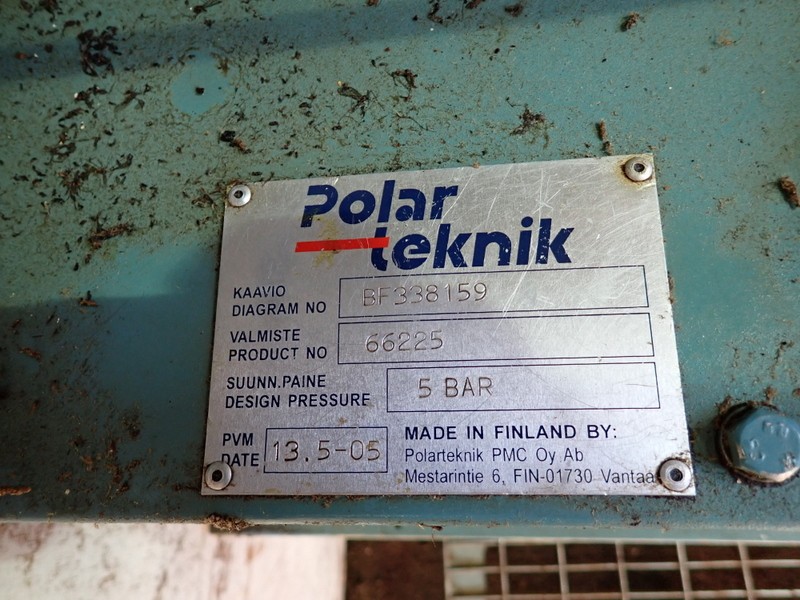 Polar
teknik
KAAVIO
DIAGRAM NO BF338159
VALMISTE
PRODUCT NO 66225
SUUNN.PAINE
DESIGN PRESSURE 5 BAR
PVM
DATE 13.5-05
MADE IN FINLAND BY:
Polarteknik PMC Oy Ab
Mestarintie 6, FIN-01730 Vantaa